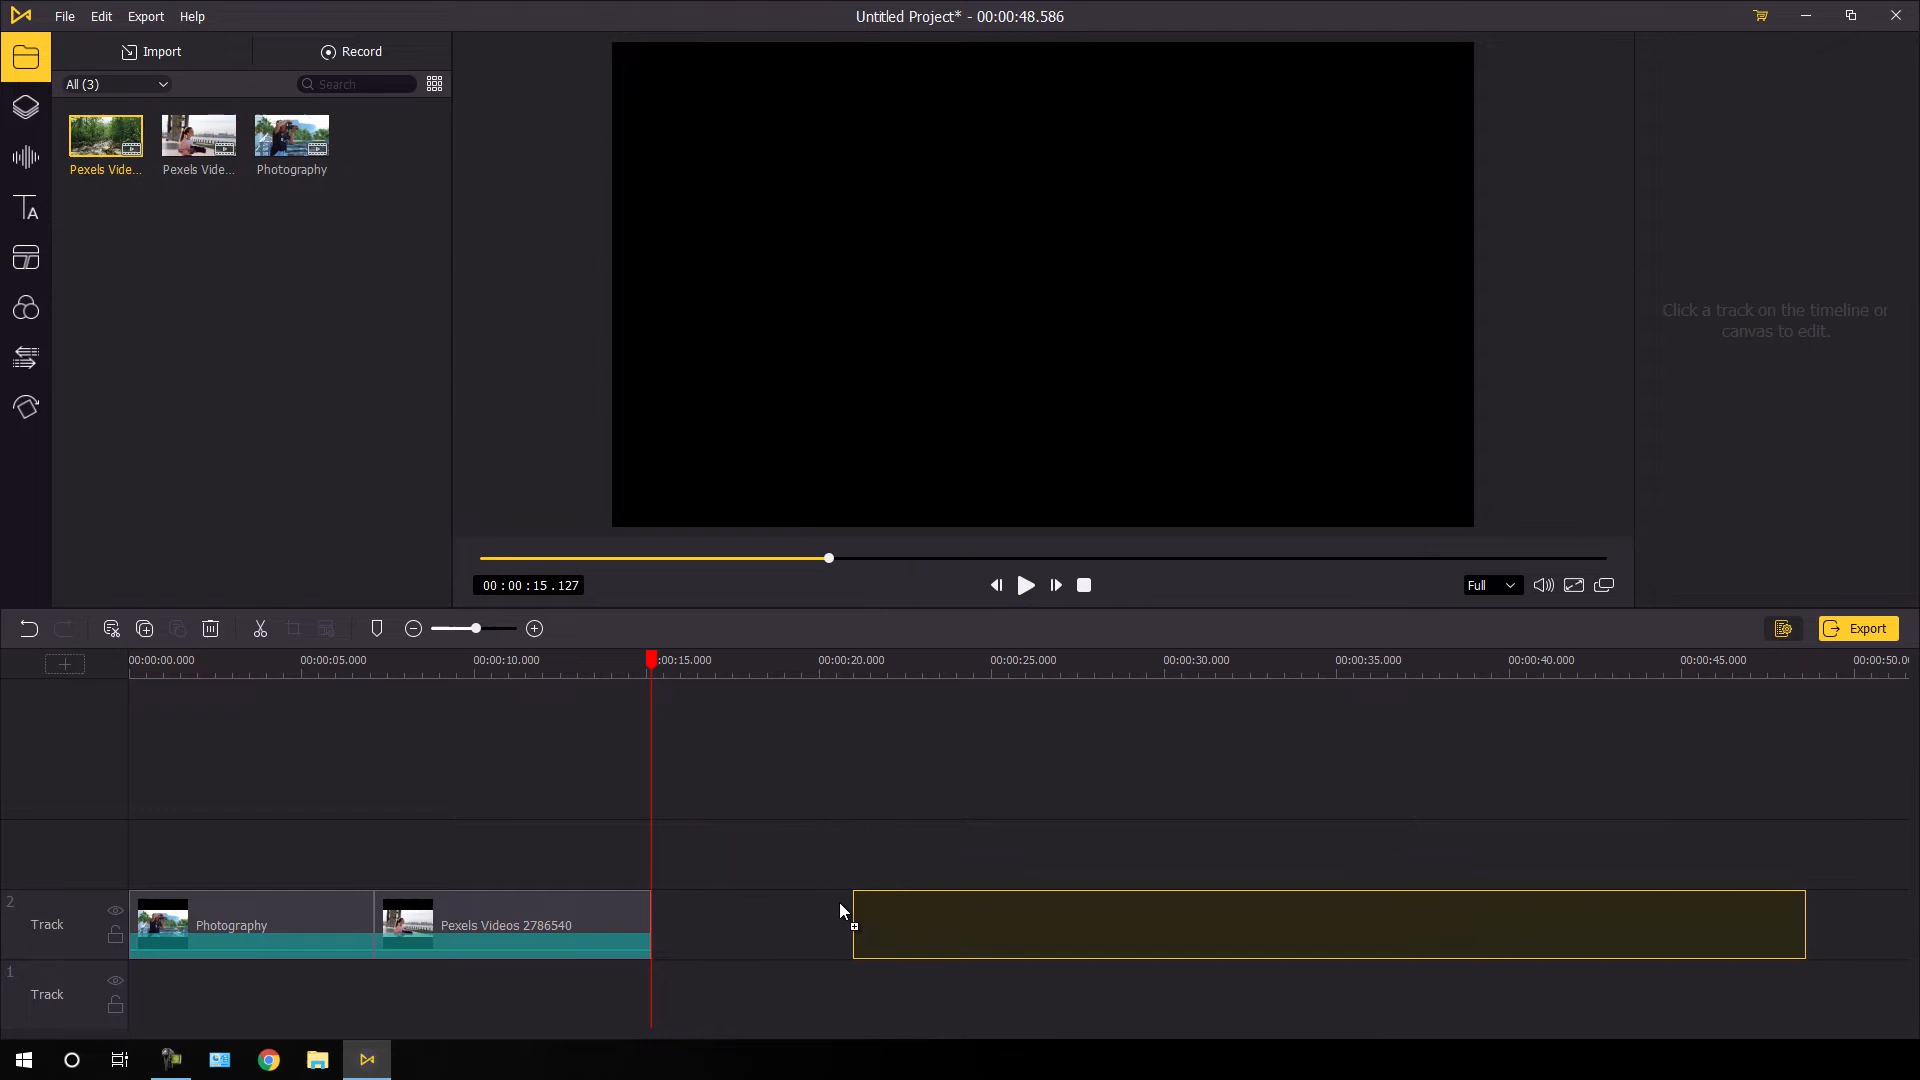 File Edit Export Help
Untitled Project* - 00:00:48.586
Import
Record
All (3)
Search
Pexels Vide...
Pexels Vide...
Photography
Click a track on the timeline or
canvas to edit.
00:00:15.127
Full
Export
00:00:00.000
00:00:05.000
00:00:10.000
:00:15.000
00:00:20.000
00:00:25.000
00:00:30.000
00:00:35.000
00:00:40.000
00:00:45.000
00:00:50.0
2
Track
Photography
Pexels Videos 2786540
1
Track